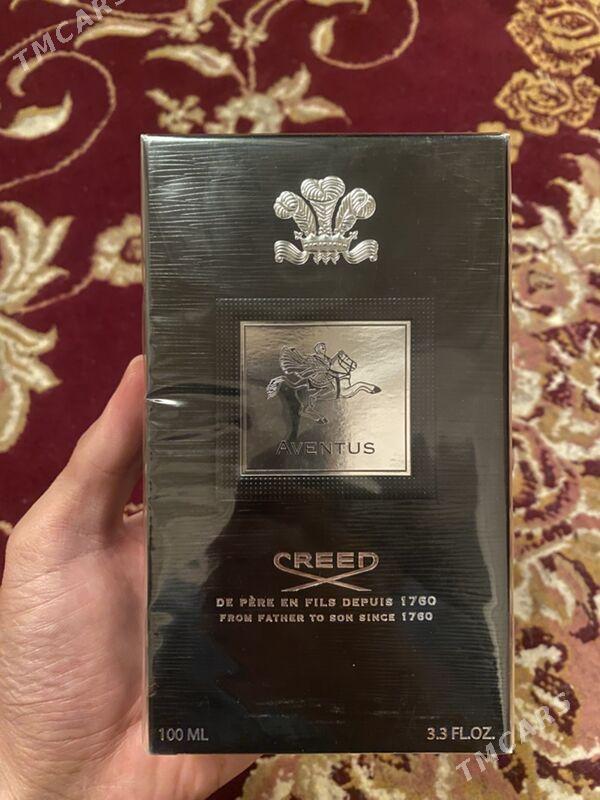 TMCARS
AVENTUS
CREED
DE PÈRE EN FILS DEPUIS 1760
FROM FATHER TO SON SINCE 1760
100 ML 3.3 FL.OZ.
TMCARS